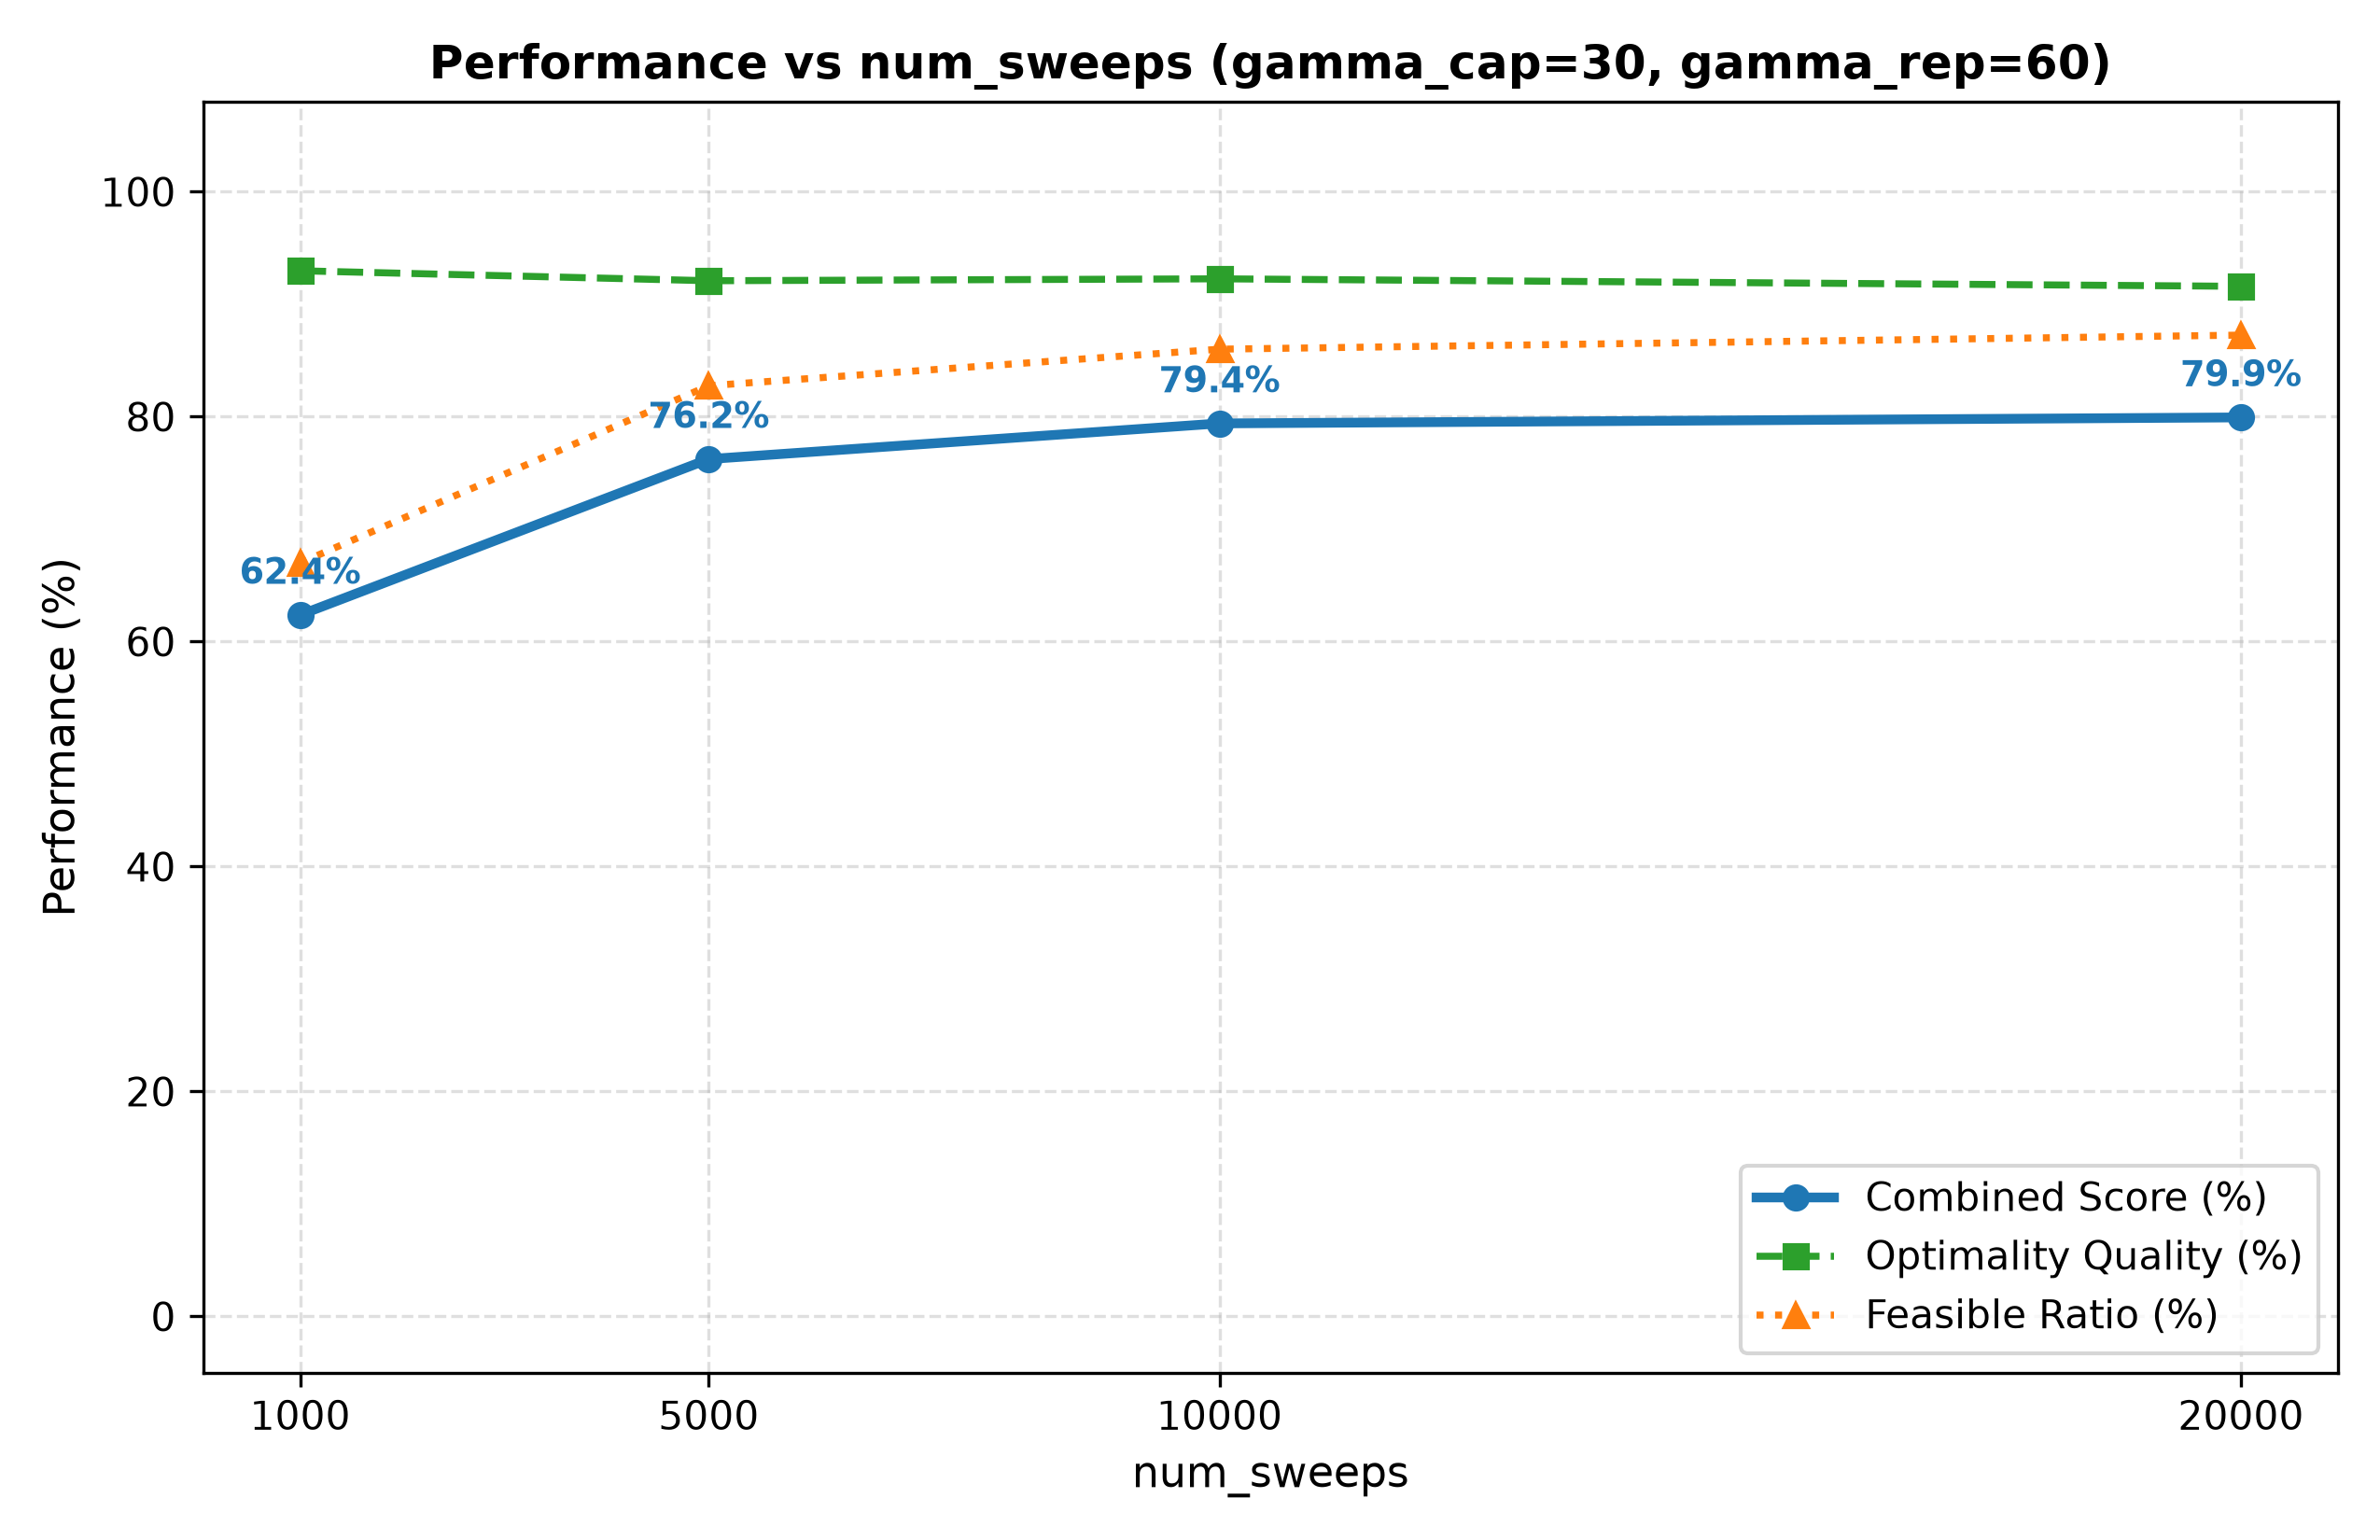 Performance vs num_sweeps (gamma_cap=30, gamma_rep=60)
Performance (%)
100
80
60
40
20
0
62.4%
76.2%
79.4%
79.9%
Combined Score (%)
Optimality Quality (%)
Feasible Ratio (%)
1000
5000
10000
20000
num_sweeps